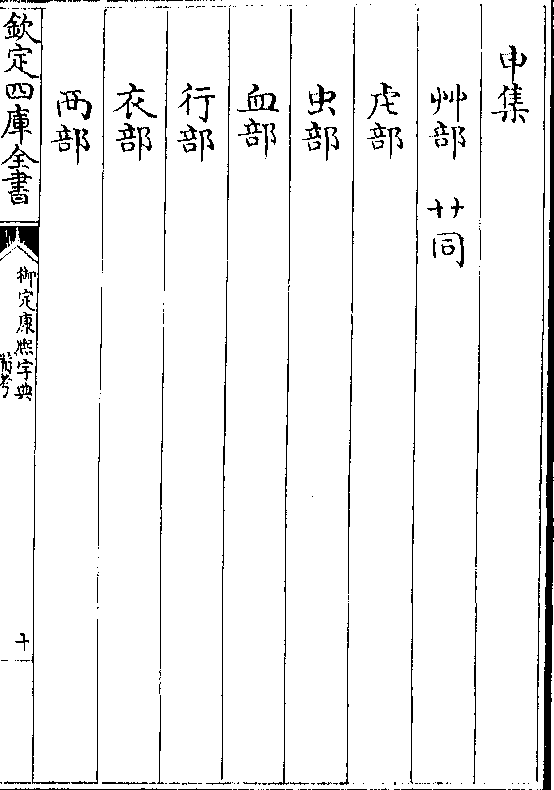 申集
艸部 艹同
虍部
虫部
血部
行部
衣部
襾部
欽定四庫全書
御定康熙字典
備考
十